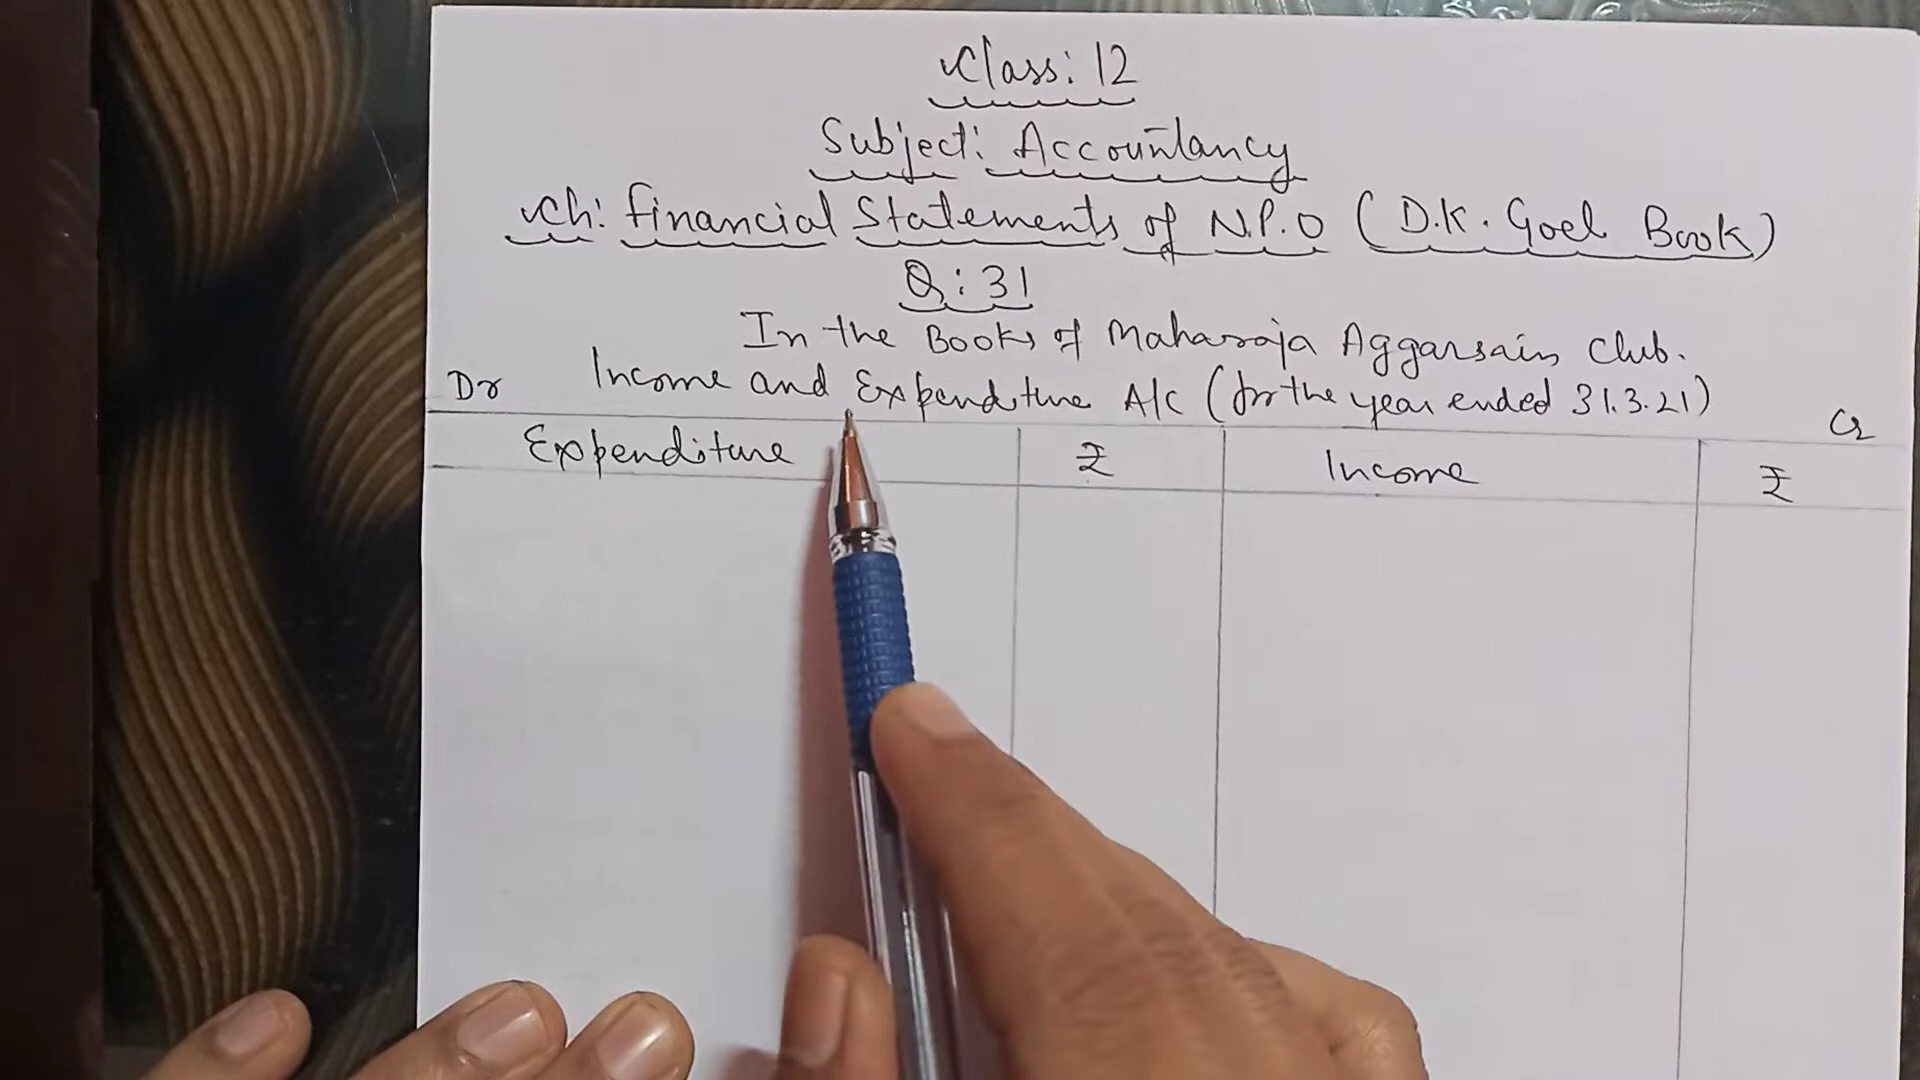 Class: 12
Subject: Accountancy
Ch: Financial Statements of N.P.O (D.K. Goel Book)
Q: 31
In the Books of Maharaja Aggarsain Club.
Dr Income and Expenditure A/c (for the year ended 31.3.21) Cr
Expenditure ₹ Income ₹